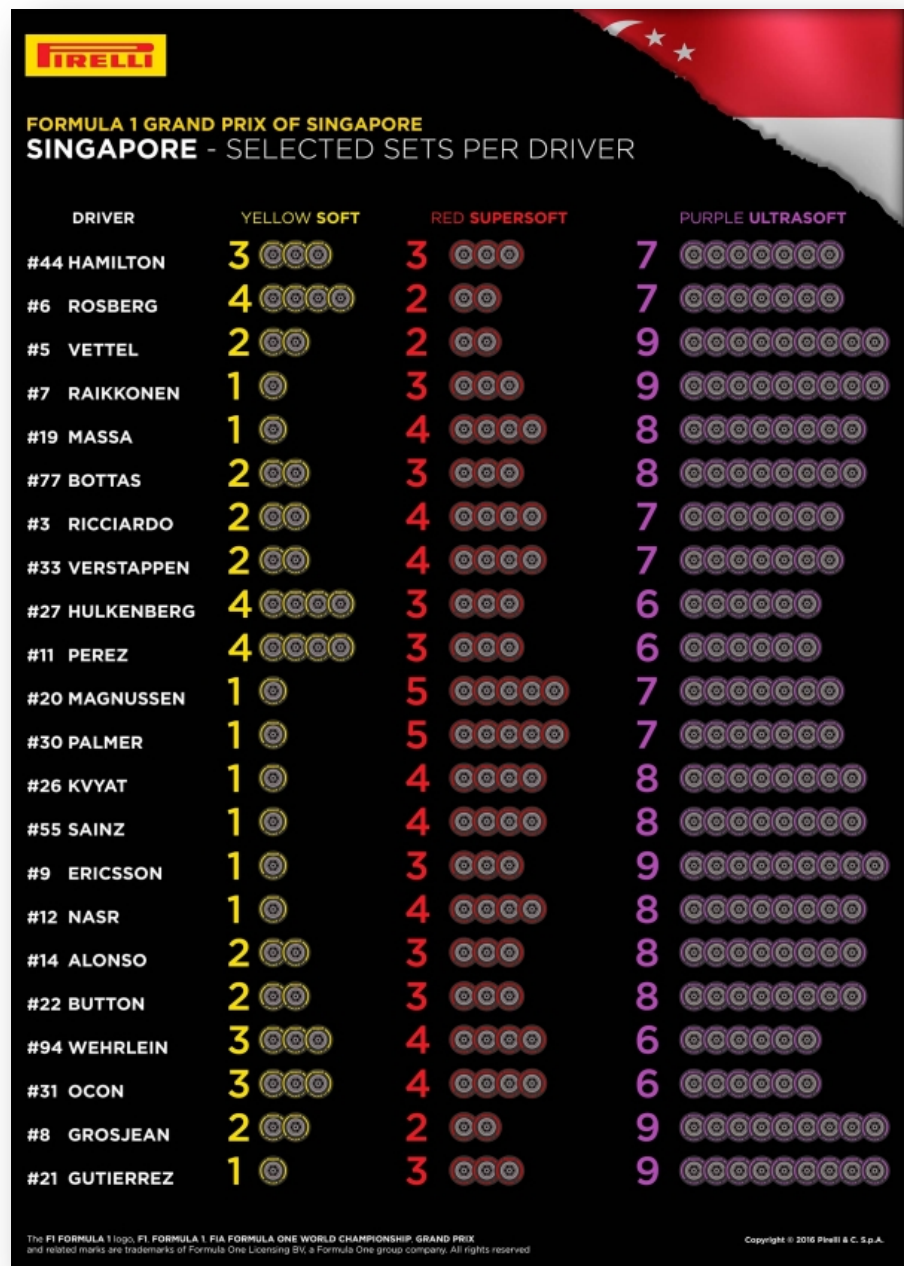 PIRELLI
FORMULA 1 GRAND PRIX OF SINGAPORE
SINGAPORE - SELECTED SETS PER DRIVER
DRIVER YELLOW SOFT RED SUPERSOFT PURPLE ULTRASOFT
#44 HAMILTON 3 3 7
#6 ROSBERG 4 2 7
#5 VETTEL 2 2 9
#7 RAIKKONEN 1 3 9
#19 MASSA 1 4 8
#77 BOTTAS 2 3 8
#3 RICCIARDO 2 4 7
#33 VERSTAPPEN 2 4 7
#27 HULKENBERG 4 3 6
#11 PEREZ 4 3 6
#20 MAGNUSSEN 1 5 7
#30 PALMER 1 5 7
#26 KVYAT 1 4 8
#55 SAINZ 1 4 8
#9 ERICSSON 1 3 9
#12 NASR 1 4 8
#14 ALONSO 2 3 8
#22 BUTTON 2 3 8
#94 WEHRLEIN 3 4 6
#31 OCON 3 4 6
#8 GROSJEAN 2 2 9
#21 GUTIERREZ 1 3 9
The F1 FORMULA 1 logo, F1, FORMULA 1, FIA FORMULA ONE WORLD CHAMPIONSHIP, GRAND PRIX
and related marks are trademarks of Formula One Licensing BV, a Formula One group company. All rights reserved
Copyright © 2016 Pirelli & C. S.p.A.